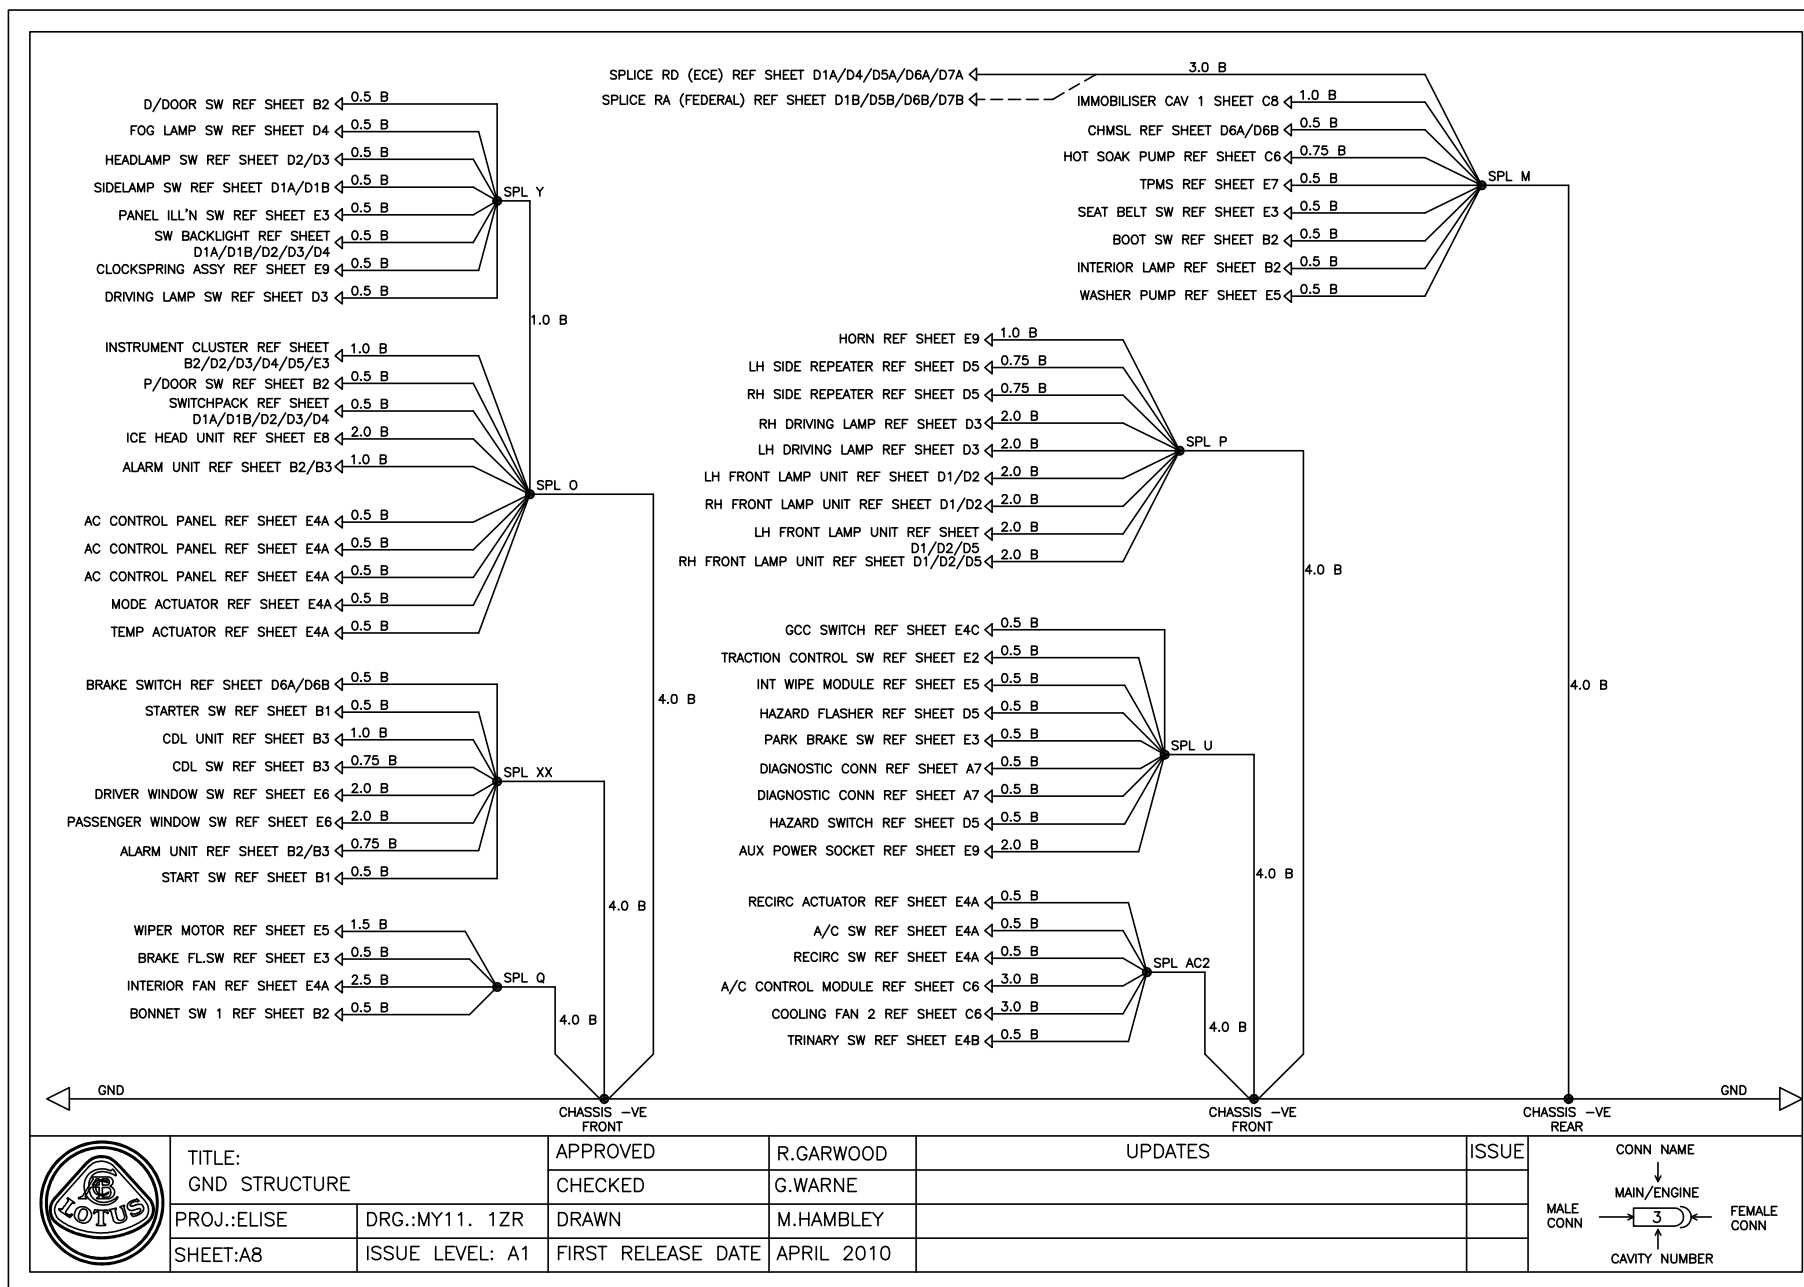 SPLICE RD (ECE) REF SHEET D1A/D4/D5A/D6A/D7A
3.0 B
SPLICE RA (FEDERAL) REF SHEET D1B/D5B/D6B/D7B
D/DOOR SW REF SHEET B2 0.5 B
FOG LAMP SW REF SHEET D4 0.5 B
HEADLAMP SW REF SHEET D2/D3 0.5 B
SIDELAMP SW REF SHEET D1A/D1B 0.5 B
PANEL ILL'N SW REF SHEET E3 0.5 B
SW BACKLIGHT REF SHEET 0.5 B
D1A/D1B/D2/D3/D4
CLOCKSPRING ASSY REF SHEET E9 0.5 B
DRIVING LAMP SW REF SHEET D3 0.5 B
SPL Y
1.0 B
INSTRUMENT CLUSTER REF SHEET 1.0 B
B2/D2/D3/D4/D5/E3
P/DOOR SW REF SHEET B2 0.5 B
SWITCHPACK REF SHEET 0.5 B
D1A/D1B/D2/D3/D4
ICE HEAD UNIT REF SHEET E8 2.0 B
ALARM UNIT REF SHEET B2/B3 1.0 B
SPL O
AC CONTROL PANEL REF SHEET E4A 0.5 B
AC CONTROL PANEL REF SHEET E4A 0.5 B
AC CONTROL PANEL REF SHEET E4A 0.5 B
MODE ACTUATOR REF SHEET E4A 0.5 B
TEMP ACTUATOR REF SHEET E4A 0.5 B
4.0 B
BRAKE SWITCH REF SHEET D6A/D6B 0.5 B
STARTER SW REF SHEET B1 0.5 B
CDL UNIT REF SHEET B3 1.0 B
CDL SW REF SHEET B3 0.75 B
DRIVER WINDOW SW REF SHEET E6 2.0 B
PASSENGER WINDOW SW REF SHEET E6 2.0 B
ALARM UNIT REF SHEET B2/B3 0.75 B
START SW REF SHEET B1 0.5 B
SPL XX
4.0 B
WIPER MOTOR REF SHEET E5 1.5 B
BRAKE FL.SW REF SHEET E3 0.5 B
INTERIOR FAN REF SHEET E4A 2.5 B
BONNET SW 1 REF SHEET B2 0.5 B
SPL Q
4.0 B
IMMOBILISER CAV 1 SHEET C8 1.0 B
CHMSL REF SHEET D6A/D6B 0.5 B
HOT SOAK PUMP REF SHEET C6 0.75 B
TPMS REF SHEET E7 0.5 B
SEAT BELT SW REF SHEET E3 0.5 B
BOOT SW REF SHEET B2 0.5 B
INTERIOR LAMP REF SHEET B2 0.5 B
WASHER PUMP REF SHEET E5 0.5 B
SPL M
4.0 B
HORN REF SHEET E9 1.0 B
LH SIDE REPEATER REF SHEET D5 0.75 B
RH SIDE REPEATER REF SHEET D5 0.75 B
RH DRIVING LAMP REF SHEET D3 2.0 B
LH DRIVING LAMP REF SHEET D3 2.0 B
LH FRONT LAMP UNIT REF SHEET D1/D2 2.0 B
RH FRONT LAMP UNIT REF SHEET D1/D2 2.0 B
LH FRONT LAMP UNIT REF SHEET 2.0 B
D1/D2/D5
RH FRONT LAMP UNIT REF SHEET D1/D2/D5 2.0 B
SPL P
4.0 B
GCC SWITCH REF SHEET E4C 0.5 B
TRACTION CONTROL SW REF SHEET E2 0.5 B
INT WIPE MODULE REF SHEET E5 0.5 B
HAZARD FLASHER REF SHEET D5 0.5 B
PARK BRAKE SW REF SHEET E3 0.5 B
DIAGNOSTIC CONN REF SHEET A7 0.5 B
DIAGNOSTIC CONN REF SHEET A7 0.5 B
HAZARD SWITCH REF SHEET D5 0.5 B
AUX POWER SOCKET REF SHEET E9 2.0 B
SPL U
4.0 B
RECIRC ACTUATOR REF SHEET E4A 0.5 B
A/C SW REF SHEET E4A 0.5 B
RECIRC SW REF SHEET E4A 0.5 B
A/C CONTROL MODULE REF SHEET C6 3.0 B
COOLING FAN 2 REF SHEET C6 3.0 B
TRINARY SW REF SHEET E4B 0.5 B
SPL AC2
4.0 B
GND
CHASSIS -VE
FRONT
CHASSIS -VE
FRONT
CHASSIS -VE
REAR
GND
LOTUS
TITLE:
GND STRUCTURE
PROJ.:ELISE
DRG.:MY11. 1ZR
SHEET:A8
ISSUE LEVEL: A1
APPROVED R.GARWOOD
CHECKED G.WARNE
DRAWN M.HAMBLEY
FIRST RELEASE DATE APRIL 2010
UPDATES
ISSUE
CONN NAME
MAIN/ENGINE
MALE
CONN
3
FEMALE
CONN
CAVITY NUMBER